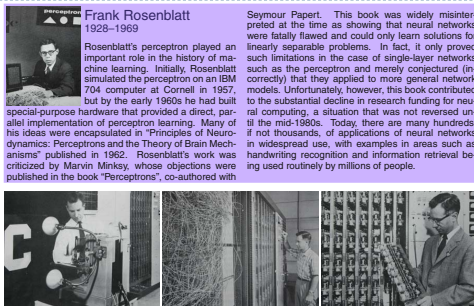 perceptron
Frank Rosenblatt
1928–1969
Rosenblatt's perceptron played an
important role in the history of ma-
chine learning. Initially, Rosenblatt
simulated the perceptron on an IBM
704 computer at Cornell in 1957,
but by the early 1960s he had built
special-purpose hardware that provided a direct, par-
allel implementation of perceptron learning. Many of
his ideas were encapsulated in "Principles of Neuro-
dynamics: Perceptrons and the Theory of Brain Mech-
anisms" published in 1962. Rosenblatt's work was
criticized by Marvin Minksy, whose objections were
published in the book "Perceptrons", co-authored with
Seymour Papert. This book was widely misinter-
preted at the time as showing that neural networks
were fatally flawed and could only learn solutions for
linearly separable problems. In fact, it only proved
such limitations in the case of single-layer networks
such as the perceptron and merely conjectured (in-
correctly) that they applied to more general network
models. Unfortunately, however, this book contributed
to the substantial decline in research funding for neu-
ral computing, a situation that was not reversed un-
til the mid-1980s. Today, there are many hundreds,
if not thousands, of applications of neural networks
in widespread use, with examples in areas such as
handwriting recognition and information retrieval be-
ing used routinely by millions of people.
C